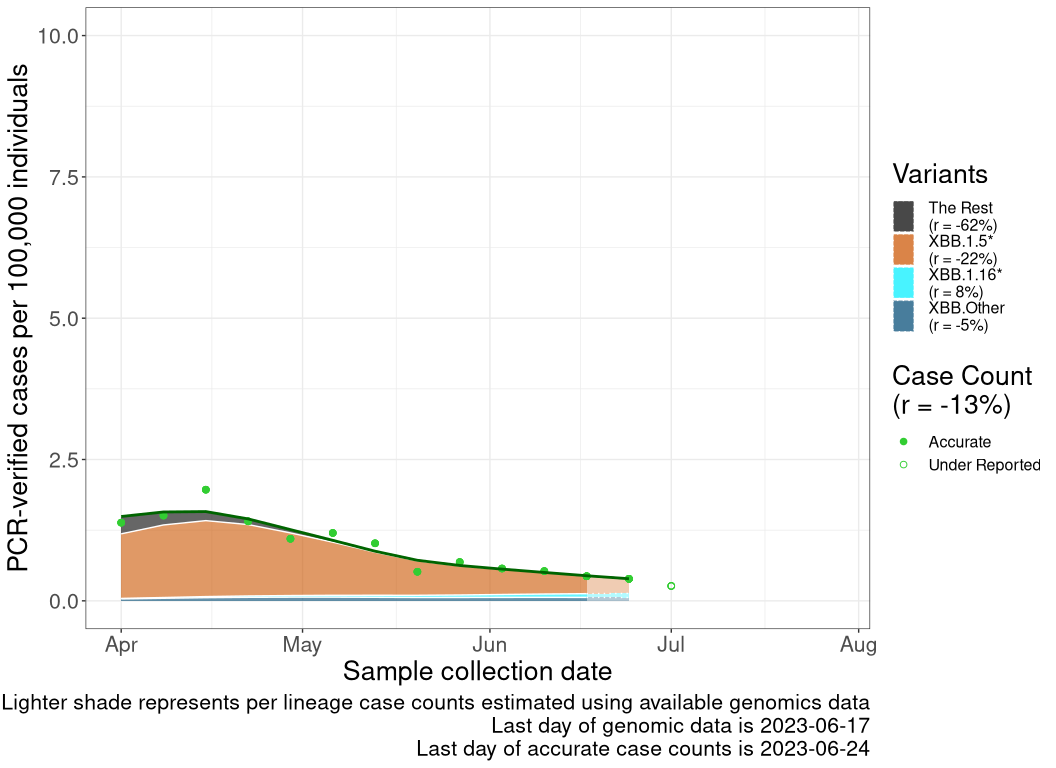 PCR-verified cases per 100,000 individuals
10.0
7.5
5.0
2.5
0.0
Apr
May
Jun
Jul
Aug
Sample collection date
Variants
The Rest
(r = -62%)
XBB.1.5*
(r = -22%)
XBB.1.16*
(r = 8%)
XBB.Other
(r = -5%)
Case Count
(r = -13%)
Accurate
Under Reported
Lighter shade represents per lineage case counts estimated using available genomics data
Last day of genomic data is 2023-06-17
Last day of accurate case counts is 2023-06-24